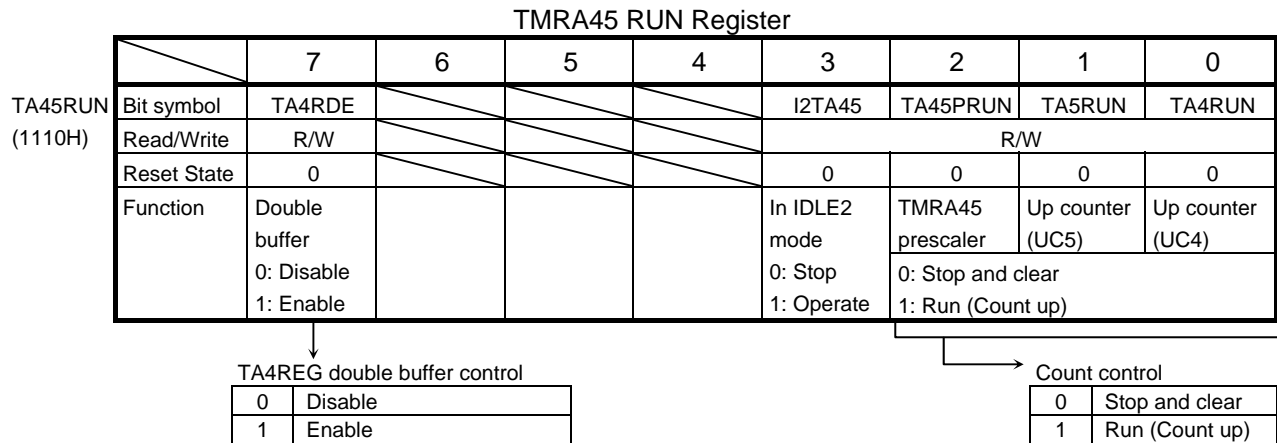 TMRA45 RUN Register
7 6 5 4 3 2 1 0
TA45RUN Bit symbol TA4RDE I2TA45 TA45PRUN TA5RUN TA4RUN
(1110H) Read/Write R/W R/W
Reset State 0 0 0 0 0
Function Double In IDLE2 TMRA45 Up counter Up counter
buffer mode prescaler (UC5) (UC4)
0: Disable 0: Stop 0: Stop and clear
1: Enable 1: Operate 1: Run (Count up)
TA4REG double buffer control Count control
0 Disable 0 Stop and clear
1 Enable 1 Run (Count up)